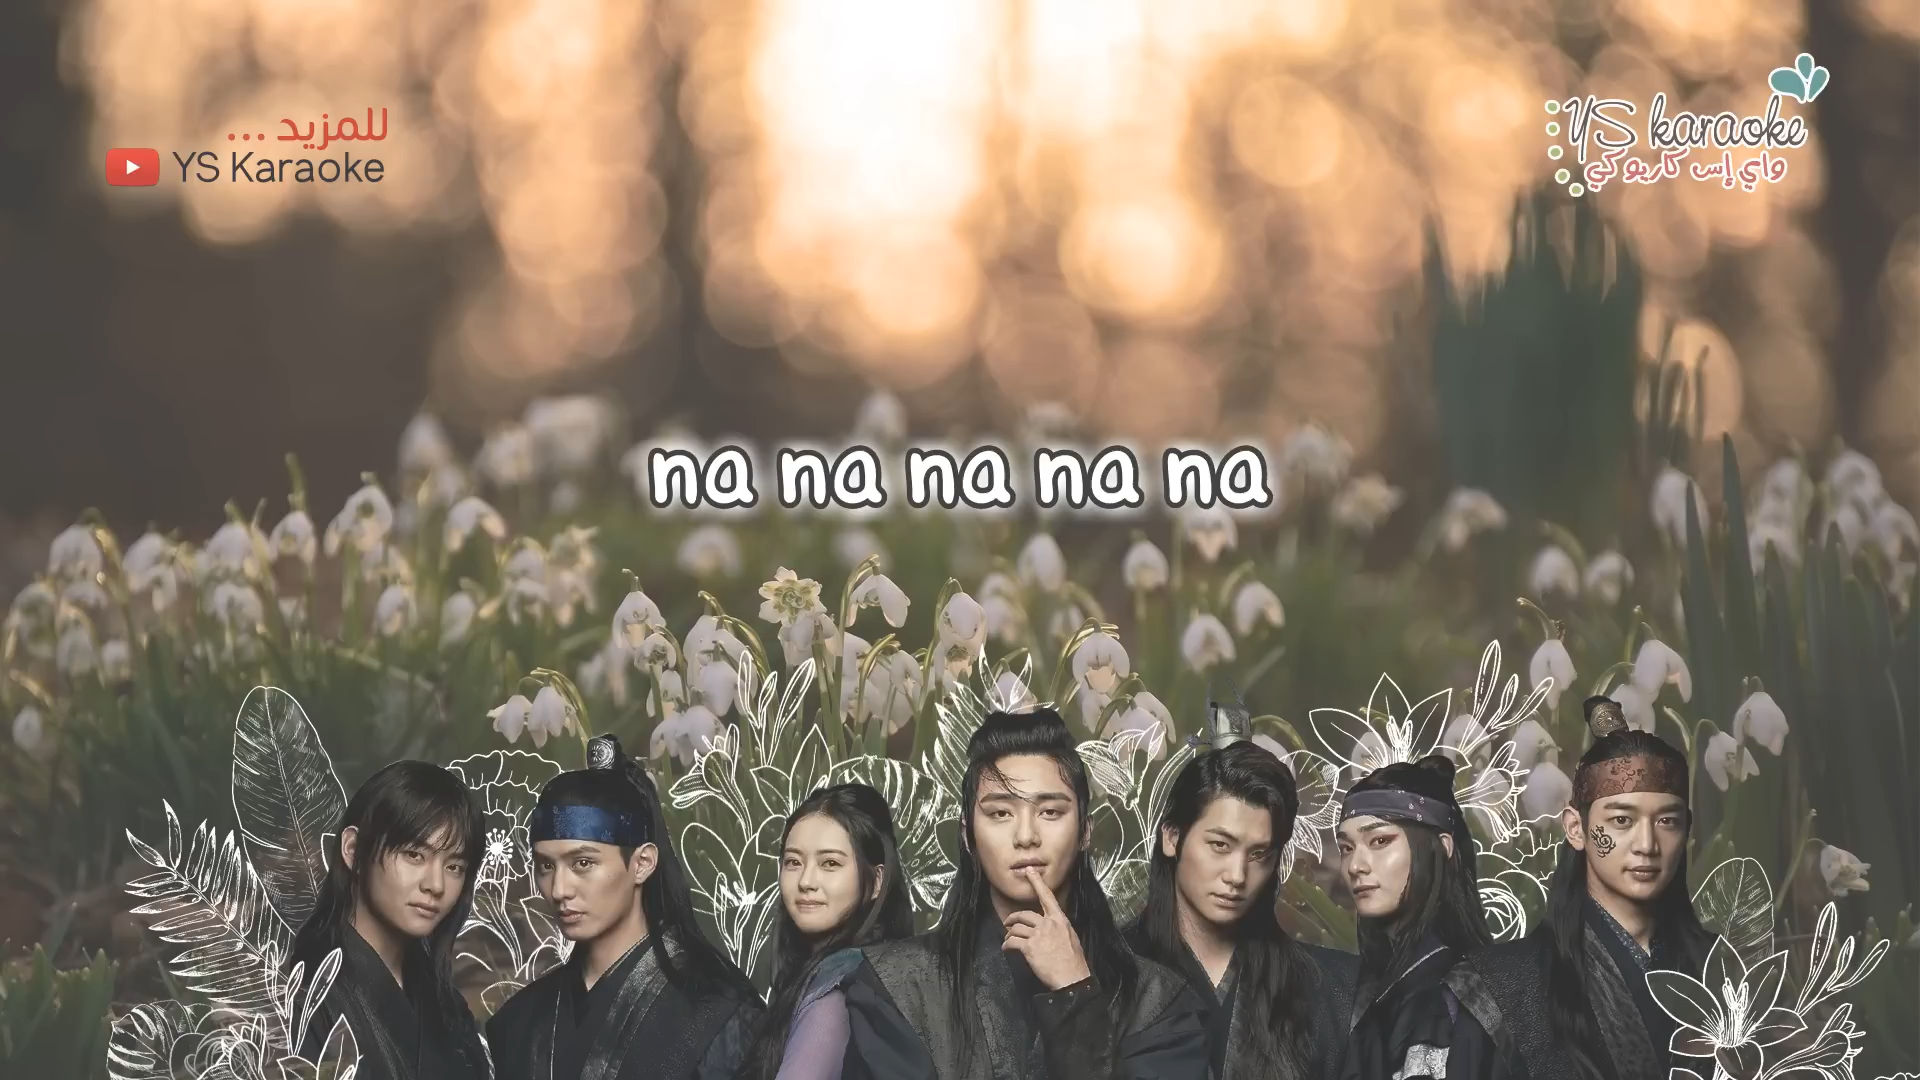 للمزيد ...
YS Karaoke
YS karaoke
واي إس كاريوكي
na na na na na